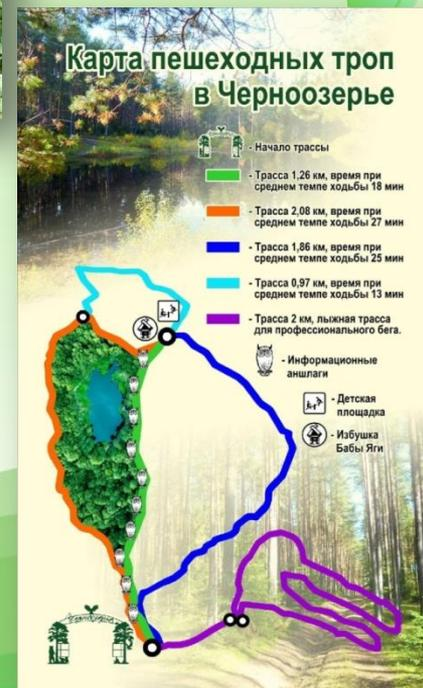 Карта пешеходных троп
в Черноозерье
- Начало трассы
- Трасса 1,26 км, время при
среднем темпе ходьбы 18 мин
- Трасса 2,08 км, время при
среднем темпе ходьбы 27 мин
- Трасса 1,86 км, время при
среднем темпе ходьбы 25 мин
- Трасса 0,97 км, время при
среднем темпе ходьбы 13 мин
- Трасса 2 км, лыжная трасса
для профессионального бега.
- Информационные
аншлаги
- Детская
площадка
- Избушка
Бабы Яги